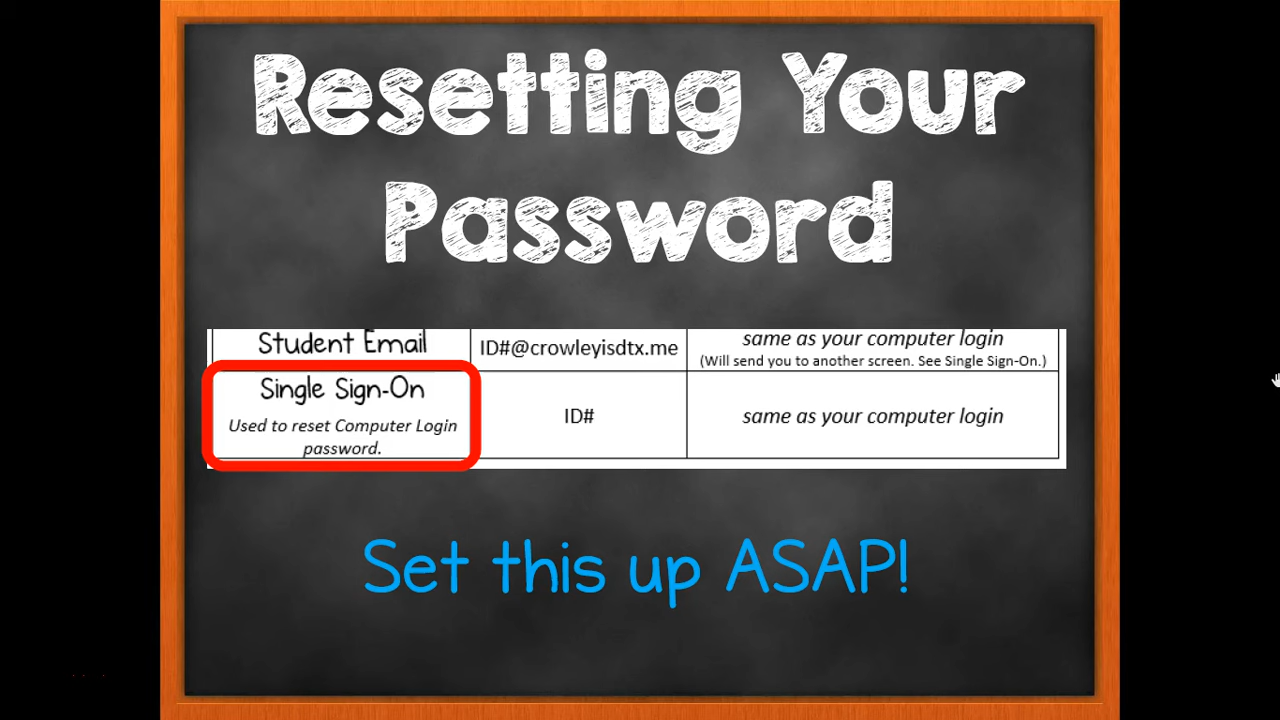 Resetting Your
Password
Student Email
ID#@crowleyisdtx.me
same as your computer login
(Will send you to another screen. See Single Sign-On.)
Single Sign-On
Used to reset Computer Login
password.
ID#
same as your computer login
Set this up ASAP!